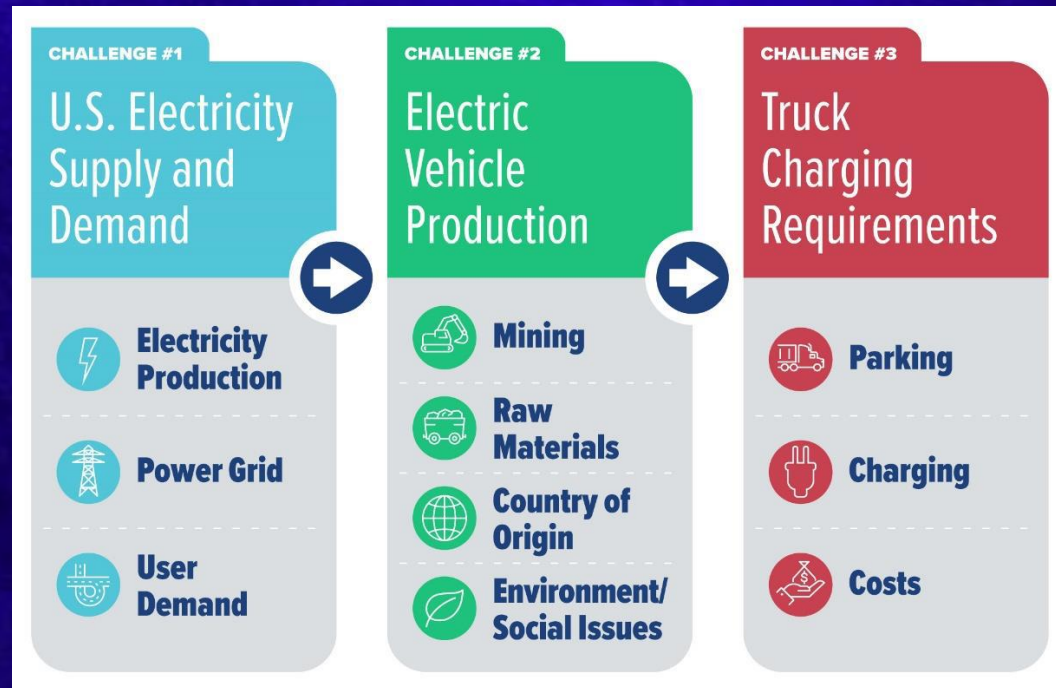 CHALLENGE #1
U.S. Electricity
Supply and
Demand
Electricity
Production
Power Grid
User
Demand
CHALLENGE #2
Electric
Vehicle
Production
Mining
Raw
Materials
Country of
Origin
Environment/
Social Issues
CHALLENGE #3
Truck
Charging
Requirements
Parking
Charging
$
Costs